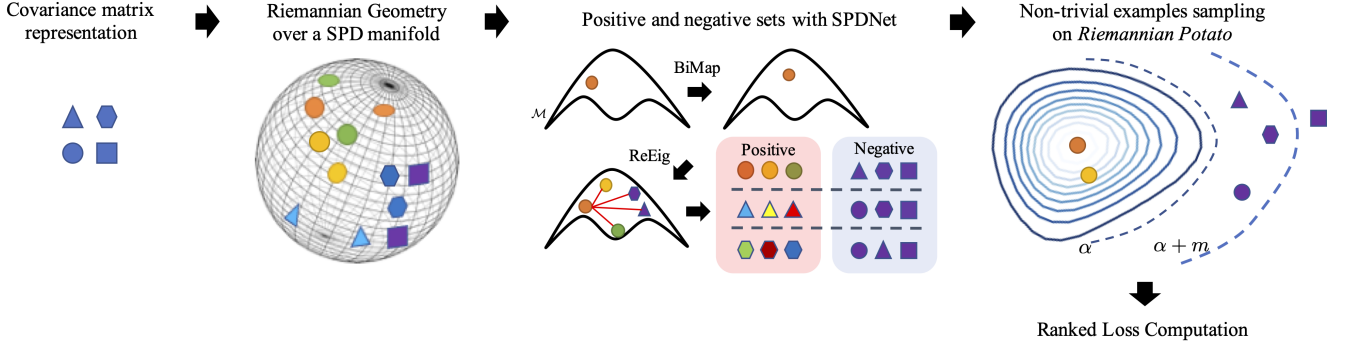 Covariance matrix
representation
Riemannian Geometry
over a SPD manifold
Positive and negative sets with SPDNet
BiMap
ℳ
ReEig
Positive
Negative
Non-trivial examples sampling
on Riemannian Potato
α
α + m
Ranked Loss Computation